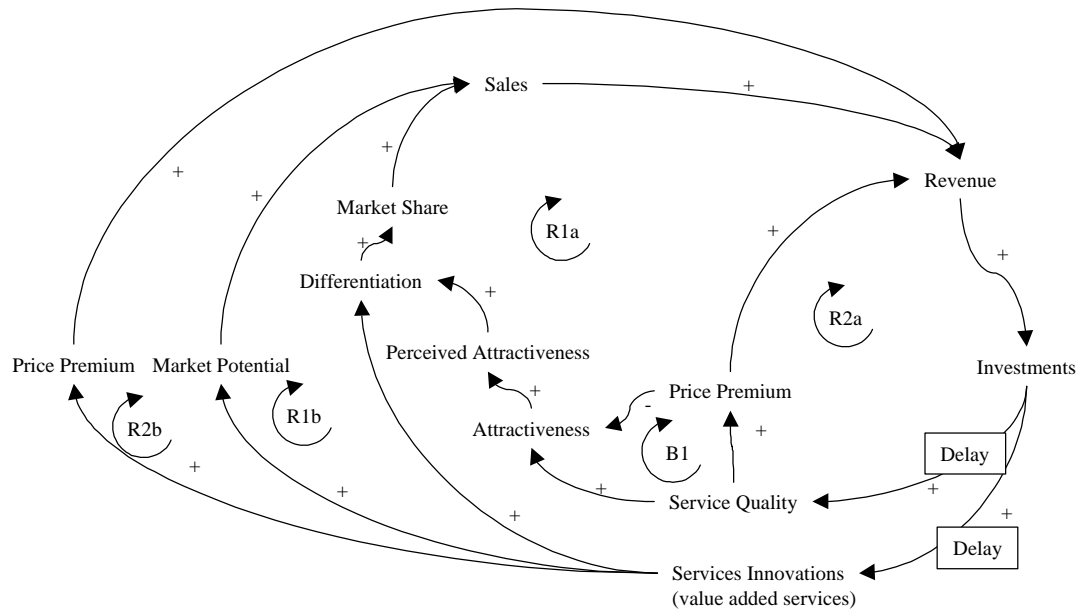 +
Sales
+
+
+
Revenue
Market Share
R1a
+
+
+
Differentiation
+
R2a
Price Premium
Market Potential
Perceived Attractiveness
Investments
+
Price Premium
-
R2b
R1b
Attractiveness
+
B1
Delay
+
+
+
+
Service Quality
+
+
+
Delay
Services Innovations
(value added services)